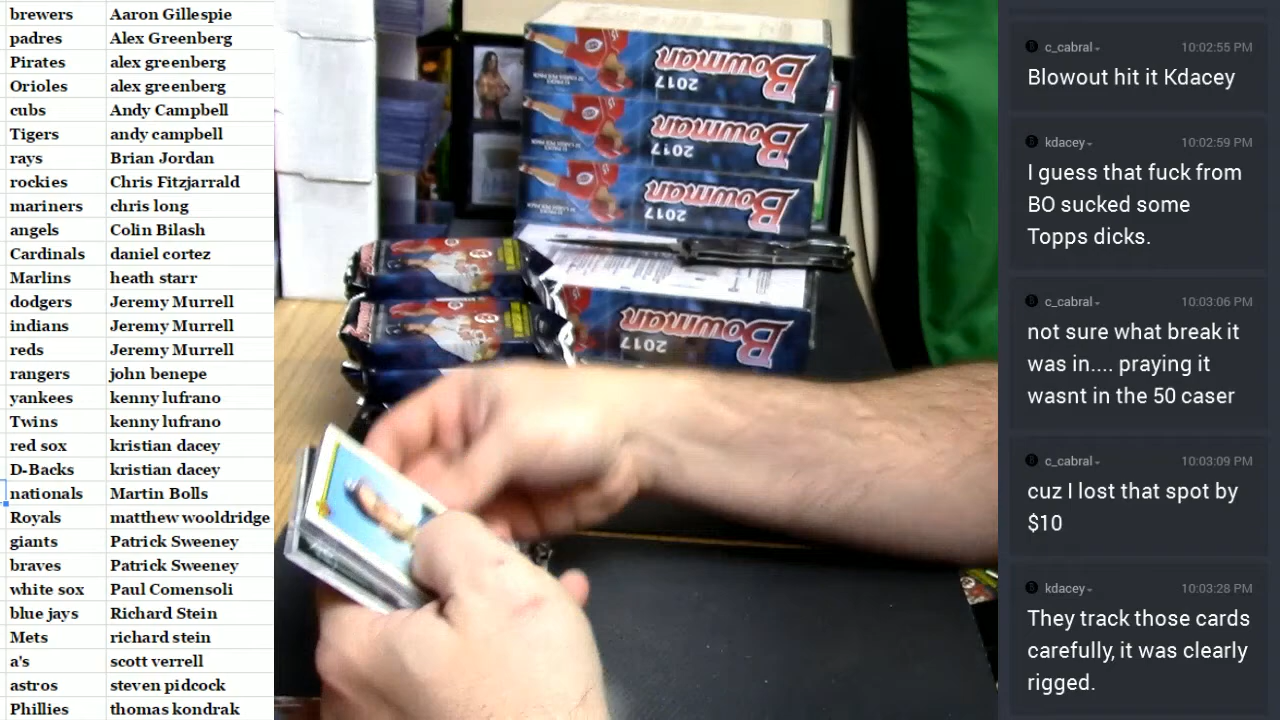 brewers Aaron Gillespie
padres Alex Greenberg
Pirates alex greenberg
Orioles alex greenberg
cubs Andy Campbell
Tigers andy campbell
rays Brian Jordan
rockies Chris Fitzjarrald
mariners chris long
angels Colin Bilash
Cardinals daniel cortez
Marlins heath starr
dodgers Jeremy Murrell
indians Jeremy Murrell
reds Jeremy Murrell
rangers john benepe
yankees kenny lufrano
Twins kenny lufrano
red sox kristian dacey
D-Backs kristian dacey
nationals Martin Bolls
Royals matthew wooldridge
giants Patrick Sweeney
braves Patrick Sweeney
white sox Paul Comensoli
blue jays Richard Stein
Mets richard stein
a's scott verrell
astros steven pidcock
Phillies thomas kondrak
Bowman
2017
Bowman
2017
Bowman
2017
Bowman
2017
c_cabral 10:02:55 PM
Blowout hit it Kdacey
kdacey 10:02:59 PM
I guess that fuck from
BO sucked some
Topps dicks.
c_cabral 10:03:06 PM
not sure what break it
was in.... praying it
wasnt in the 50 caser
c_cabral 10:03:09 PM
cuz I lost that spot by
$10
kdacey 10:03:28 PM
They track those cards
carefully, it was clearly
rigged.